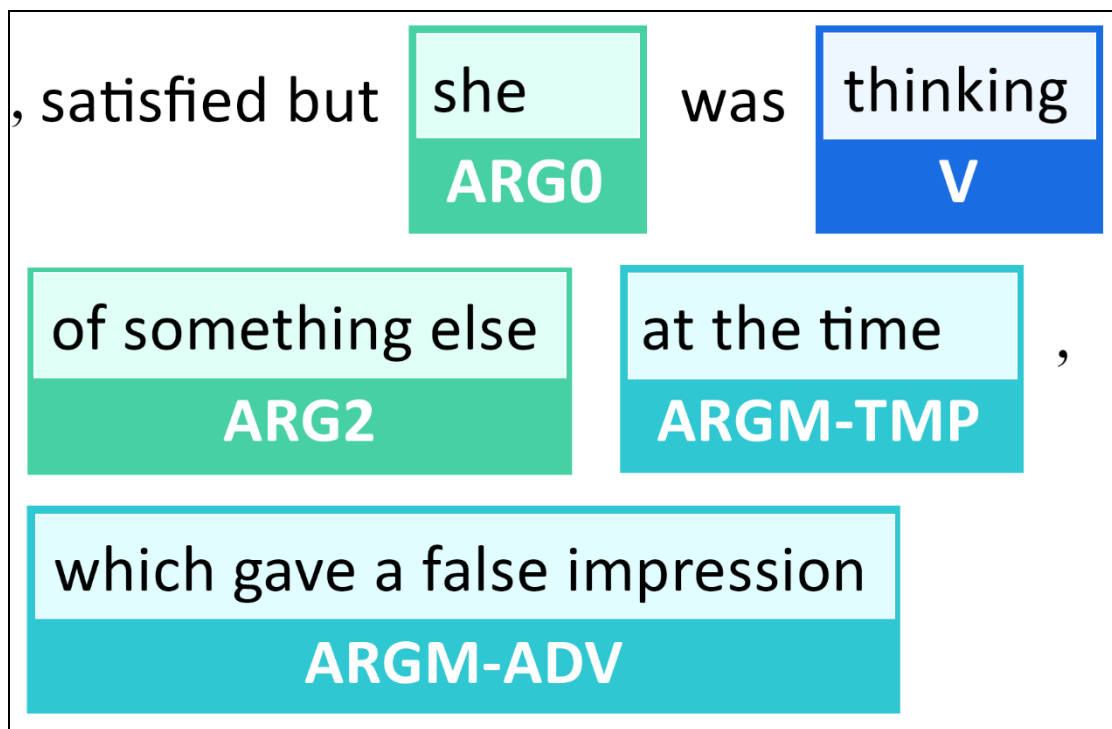 , satisfied but she was thinking
ARG0 V
of something else at the time ,
ARG2 ARGM-TMP
which gave a false impression
ARGM-ADV